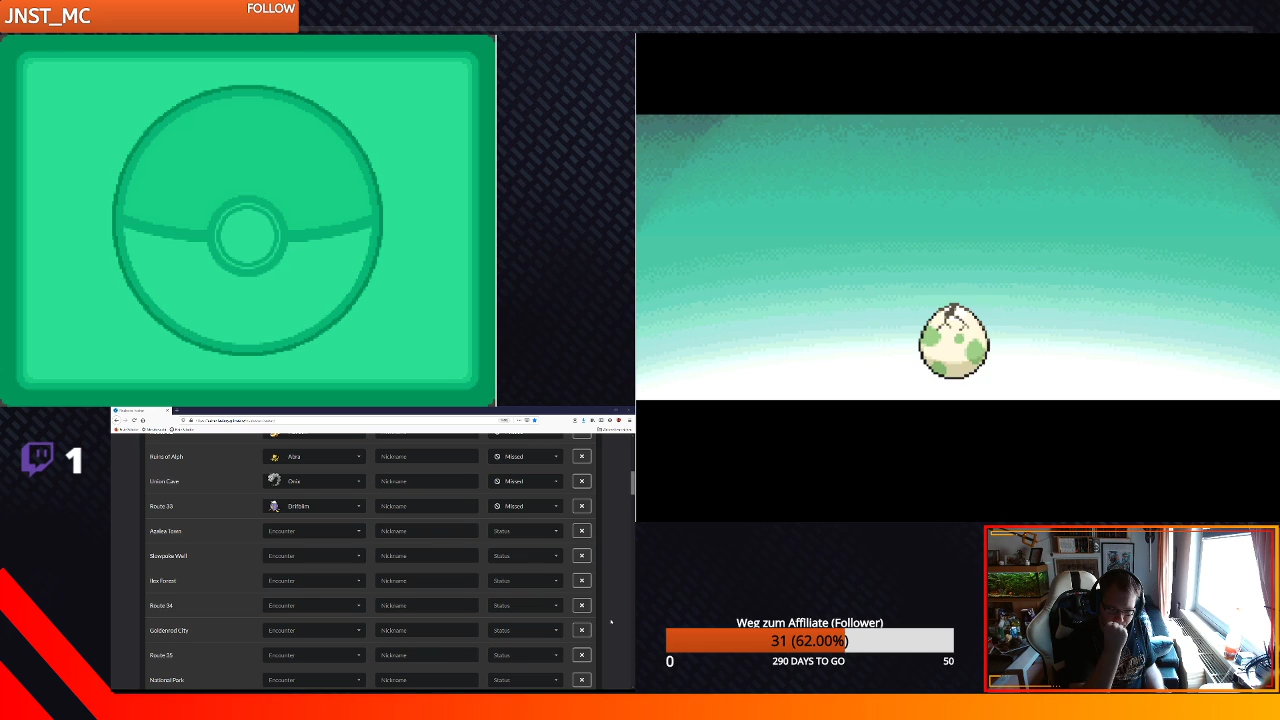 JNST_MC
FOLLOW
Ruins of Alph Abra Nickname Missed
Union Cave Onix Nickname Missed
Route 33 Drifblim Nickname Missed
Azalea Town Encounter Nickname Status
Slowpoke Well Encounter Nickname Status
Ilex Forest Encounter Nickname Status
Route 34 Encounter Nickname Status
Goldenrod City Encounter Nickname Status
Route 35 Encounter Nickname Status
National Park Encounter Nickname Status
1
Weg zum Affiliate (Follower)
31 (62.00%)
0 290 DAYS TO GO 50